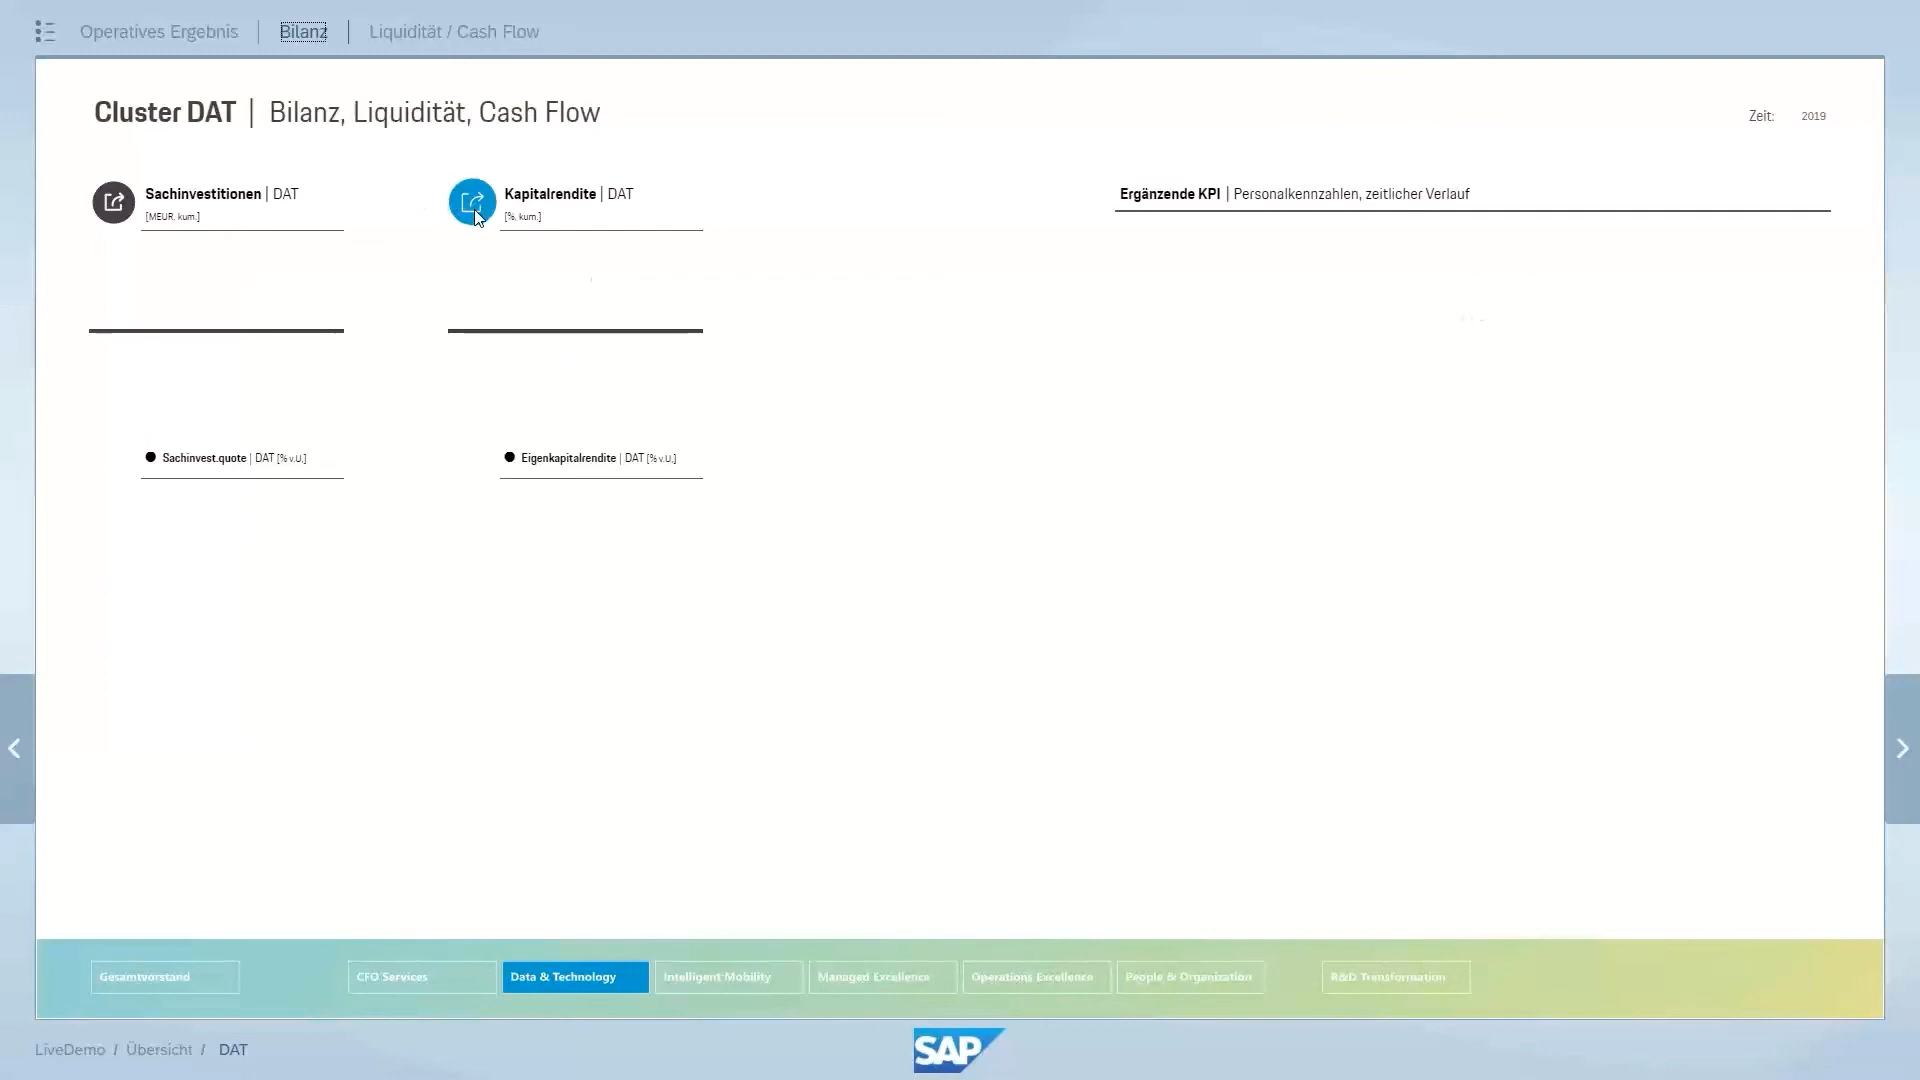 Operatives Ergebnis | Bilanz | Liquidität / Cash Flow
Cluster DAT | Bilanz, Liquidität, Cash Flow
Zeit: 2019
Sachinvestitionen | DAT
[MEUR, kum.]
Kapitalrendite | DAT
[%, kum.]
Ergänzende KPI | Personalkennzahlen, zeitlicher Verlauf
Sachinvest.quote | DAT [% v.U.]
Eigenkapitalrendite | DAT [% v.U.]
Gesamtvorstand
CFO Services
Data & Technology
Intelligent Mobility
Managed Excellence
Operations Excellence
People & Organization
R&D Transformation
LiveDemo / Übersicht / DAT
SAP